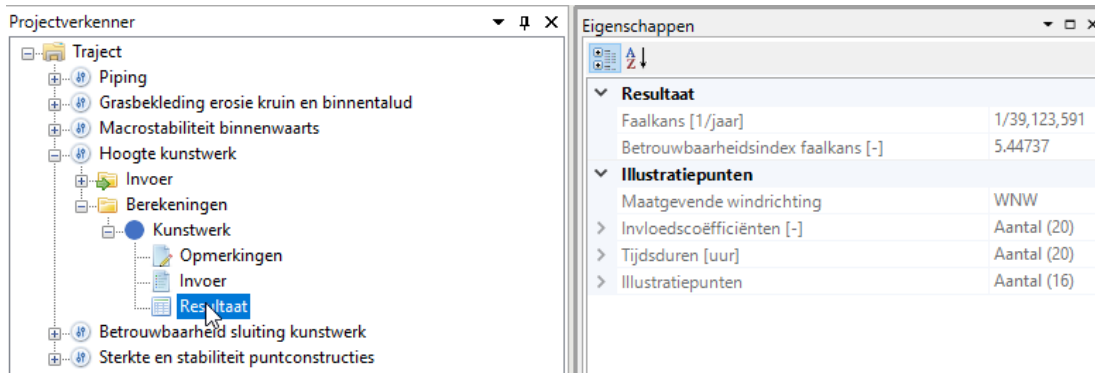 Projectverkenner
Traject
Piping
Grasbekleding erosie kruin en binnentalud
Macrostabiliteit binnenwaarts
Hoogte kunstwerk
Invoer
Berekeningen
Kunstwerk
Opmerkingen
Invoer
Resultaat
Betrouwbaarheid sluiting kunstwerk
Sterkte en stabiliteit puntconstructies
Eigenschappen
Resultaat
Faalkans [1/jaar] 1/39,123,591
Betrouwbaarheidsindex faalkans [-] 5.44737
Illustratiepunten
Maatgevende windrichting WNW
Invloedscoëfficiënten [-] Aantal (20)
Tijdsduren [uur] Aantal (20)
Illustratiepunten Aantal (16)